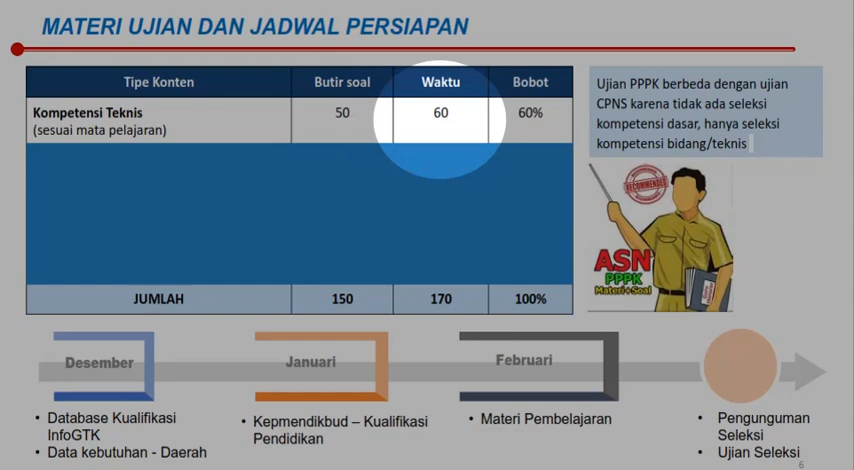 MATERI UJIAN DAN JADWAL PERSIAPAN
Tipe Konten Butir soal Waktu Bobot
Kompetensi Teknis 50 60 60%
(sesuai mata pelajaran)
JUMLAH 150 170 100%
Ujian PPPK berbeda dengan ujian
CPNS karena tidak ada seleksi
kompetensi dasar, hanya seleksi
kompetensi bidang/teknis
RECOMMENDED
ASN
PPPK
Materi+Soal
Desember
Januari
Februari
• Database Kualifikasi
InfoGTK
• Data kebutuhan - Daerah
• Kepmendikbud – Kualifikasi
Pendidikan
• Materi Pembelajaran
• Pengunguman
Seleksi
• Ujian Seleksi
6